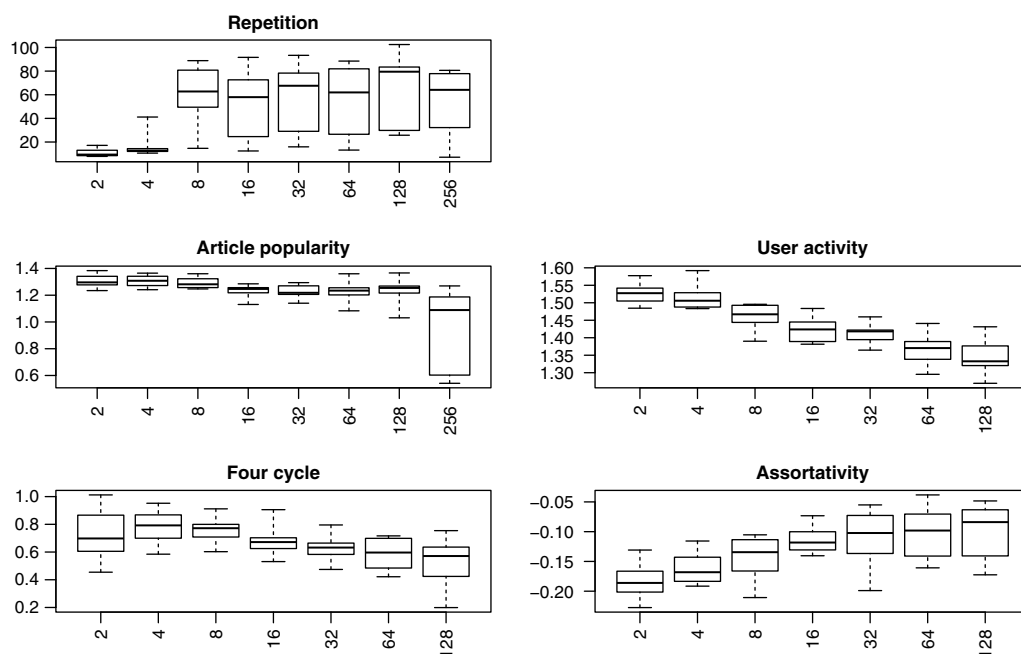 Repetition
100
80
60
40
20
2 4 8 16 32 64 128 256
Article popularity
1.4
1.2
1.0
0.8
0.6
2 4 8 16 32 64 128 256
User activity
1.60
1.55
1.50
1.45
1.40
1.35
1.30
2 4 8 16 32 64 128
Four cycle
1.0
0.8
0.6
0.4
0.2
2 4 8 16 32 64 128
Assortativity
−0.05
−0.10
−0.15
−0.20
2 4 8 16 32 64 128